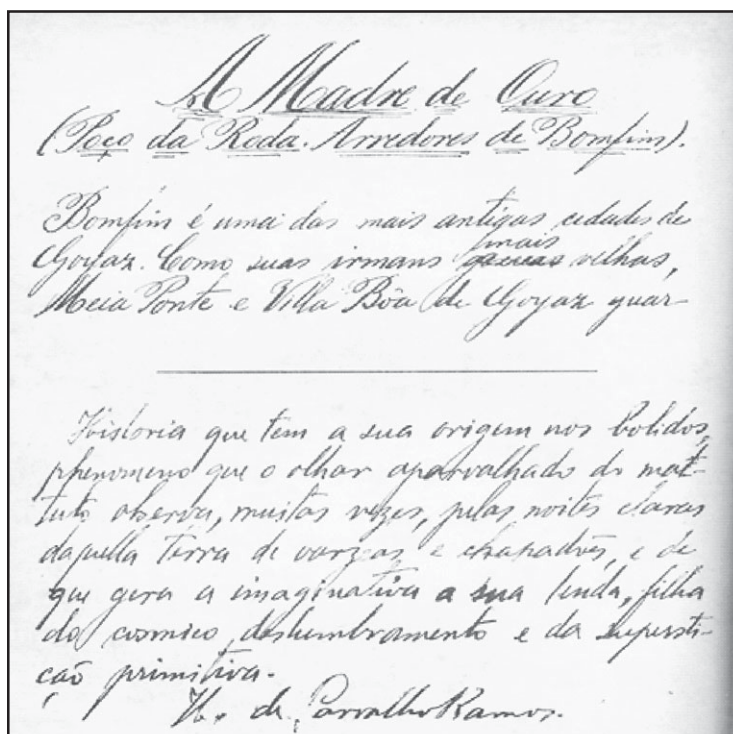 A Madre de Ouro
(Poço da Roda. Arredores de Bomfim).
Bomfim é uma das mais antigas cidades de
Goyaz. Como suas irmans mais velhas,
Meia Ponte e Villa Bôa de Goyaz guar-
Historia que tem a sua origem nos bolidos,
phenomeno que o olhar aparvalhado do mat-
tuto observa, muitas vezes, pelas noites claras
daquella terra de varzeas e chapadões, e de
que gera a imaginativa a sua lenda, filha
do cosmico deslumbramento e da supersti-
ção primitiva.
H. de Carvalho Ramos.